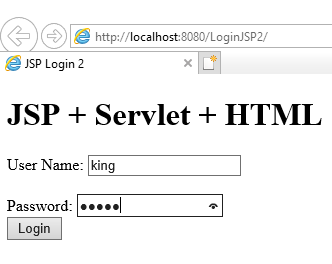 http://localhost:8080/LoginJSP2/
JSP Login 2
JSP + Servlet + HTML
User Name: king
Password: ●●●●●
Login